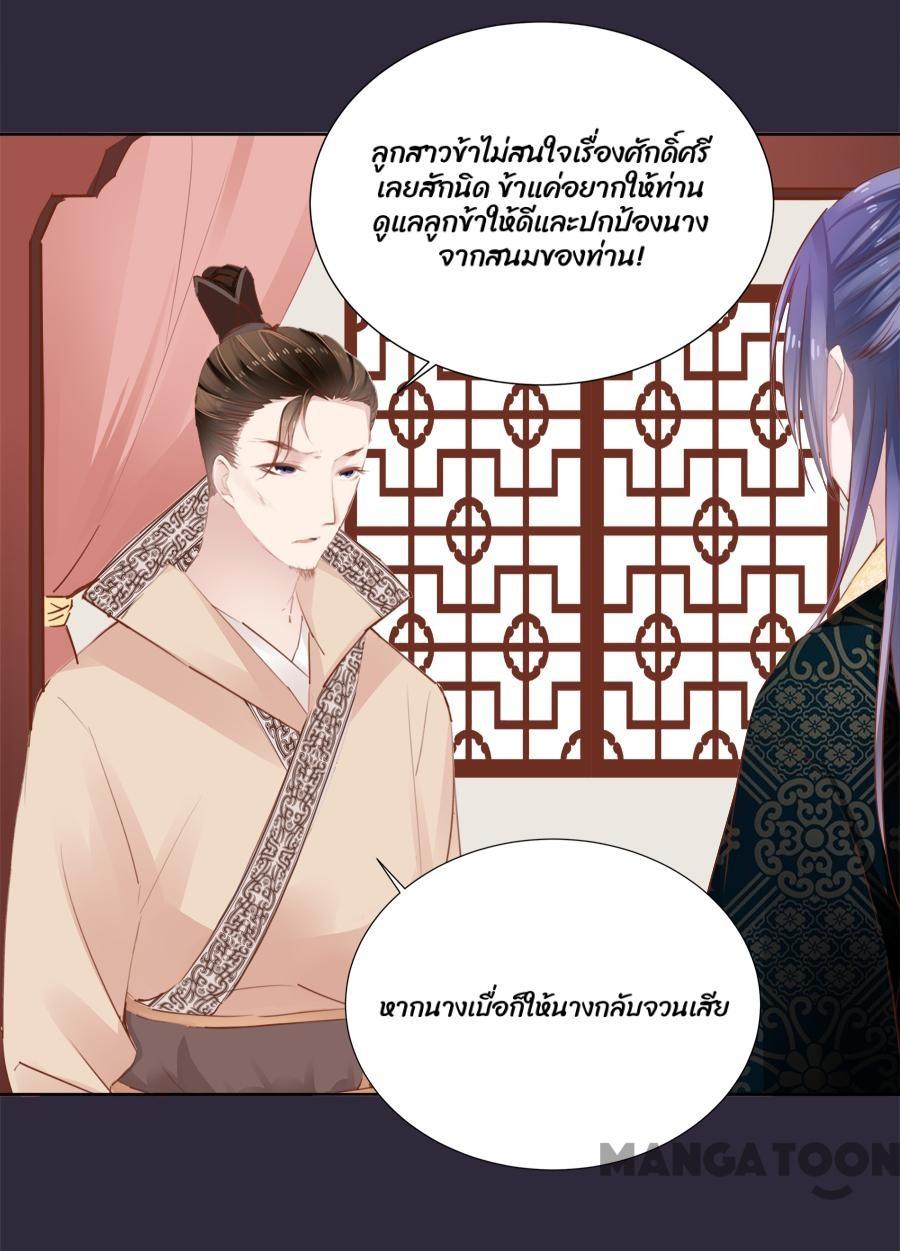 ลูกสาวข้าไม่สนใจเรื่องศักดิ์ศรี
เลยสักนิด ข้าแค่อยากให้ท่าน
ดูแลลูกข้าให้ดีและปกป้องนาง
จากสนมของท่าน!
หากนางเบื่อก็ให้นางกลับจวนเสีย
MANGATOON